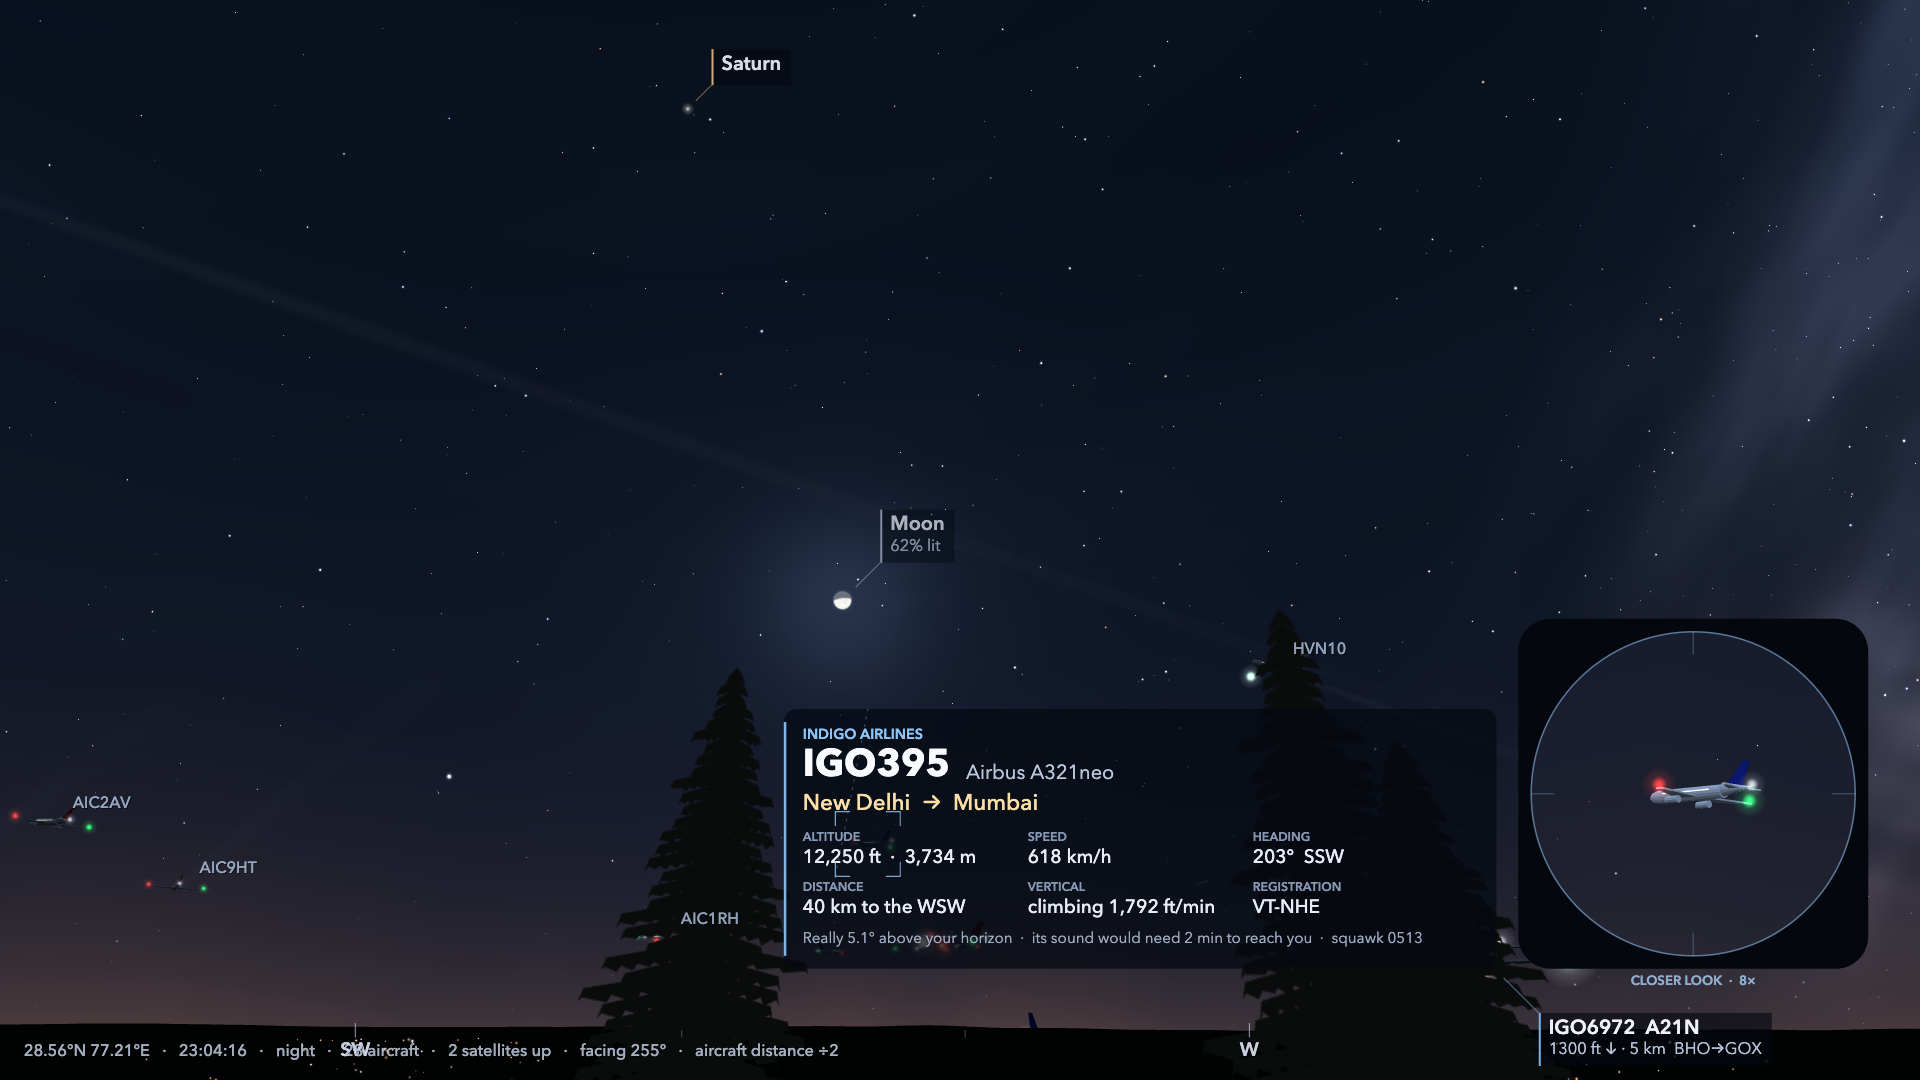 Saturn
Moon
62% lit
HVN10
AIC2AV
AIC9HT
AIC1RH
INDIGO AIRLINES
IGO395 Airbus A321neo
New Delhi → Mumbai
ALTITUDE SPEED HEADING
12,250 ft · 3,734 m 618 km/h 203° SSW
DISTANCE VERTICAL REGISTRATION
40 km to the WSW climbing 1,792 ft/min VT-NHE
Really 5.1° above your horizon · its sound would need 2 min to reach you · squawk 0513
CLOSER LOOK · 8×
IGO6972 A21N
1300 ft ↓ · 5 km BHO→GOX
SW
W
28.56°N 77.21°E · 23:04:16 · night · aircraft · 2 satellites up · facing 255° · aircraft distance ÷2